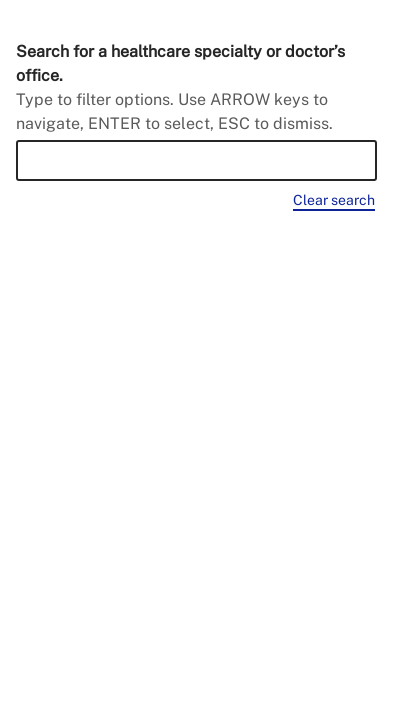 Search for a healthcare specialty or doctor’s
office.
Type to filter options. Use ARROW keys to
navigate, ENTER to select, ESC to dismiss.
Clear search